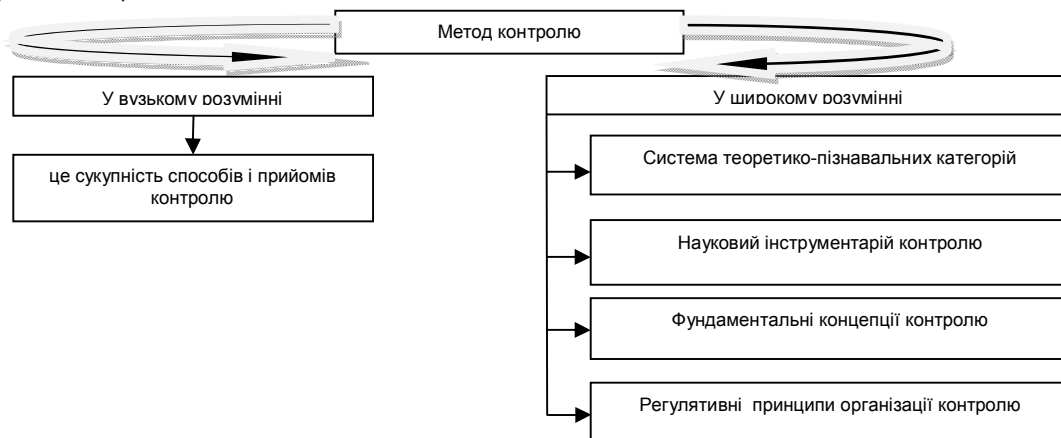 Метод контролю
У вузькому розумінні
це сукупність способів і прийомів
контролю
У широкому розумінні
Система теоретико-пізнавальних категорій
Науковий інструментарій контролю
Фундаментальні концепції контролю
Регулятивні принципи організації контролю